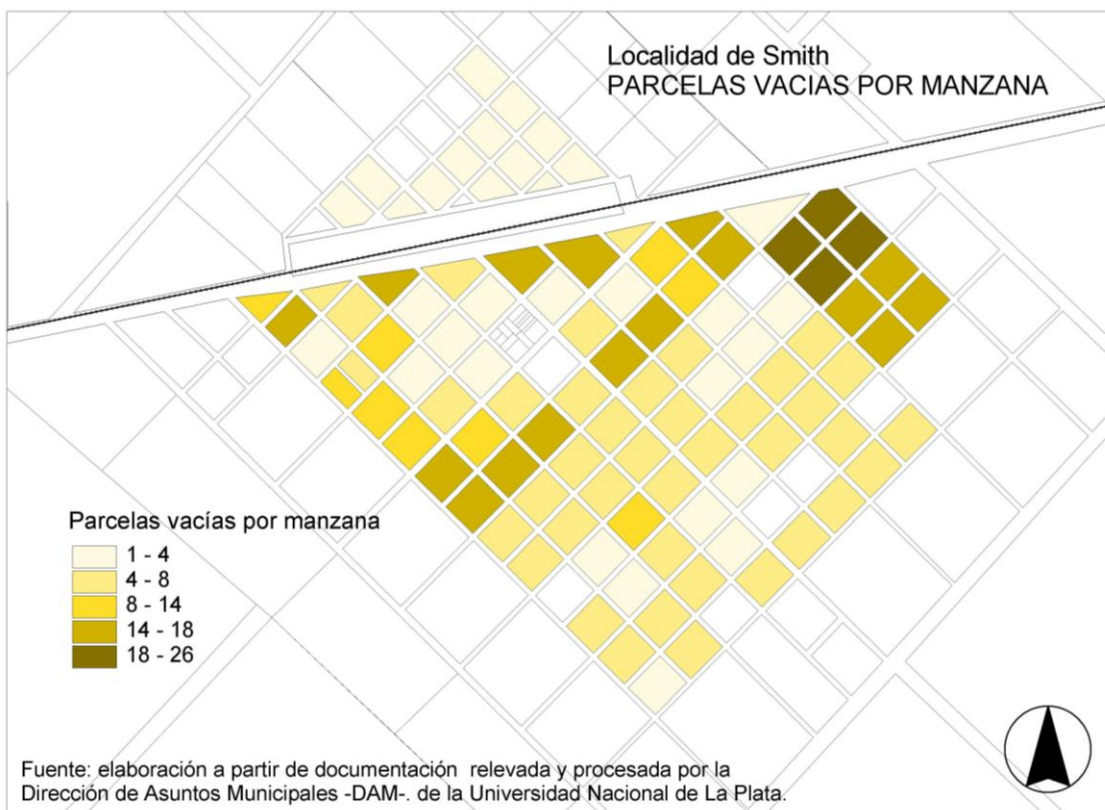 Localidad de Smith
PARCELAS VACIAS POR MANZANA
Parcelas vacías por manzana
1 - 4
4 - 8
8 - 14
14 - 18
18 - 26
Fuente: elaboración a partir de documentación relevada y procesada por la
Dirección de Asuntos Municipales -DAM-. de la Universidad Nacional de La Plata.